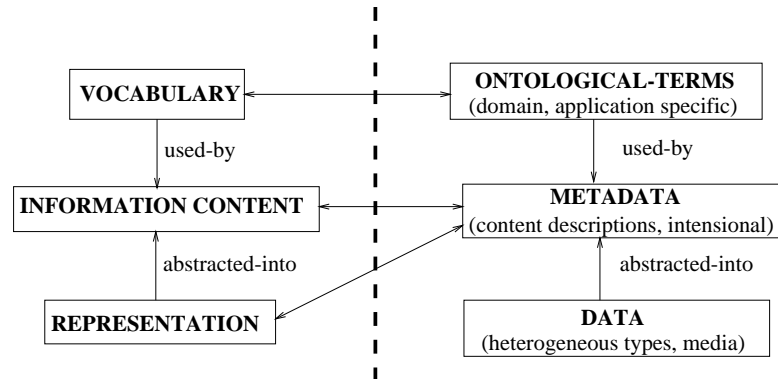 VOCABULARY
ONTOLOGICAL-TERMS
(domain, application specific)
used-by
used-by
INFORMATION CONTENT
METADATA
(content descriptions, intensional)
abstracted-into
abstracted-into
REPRESENTATION
DATA
(heterogeneous types, media)